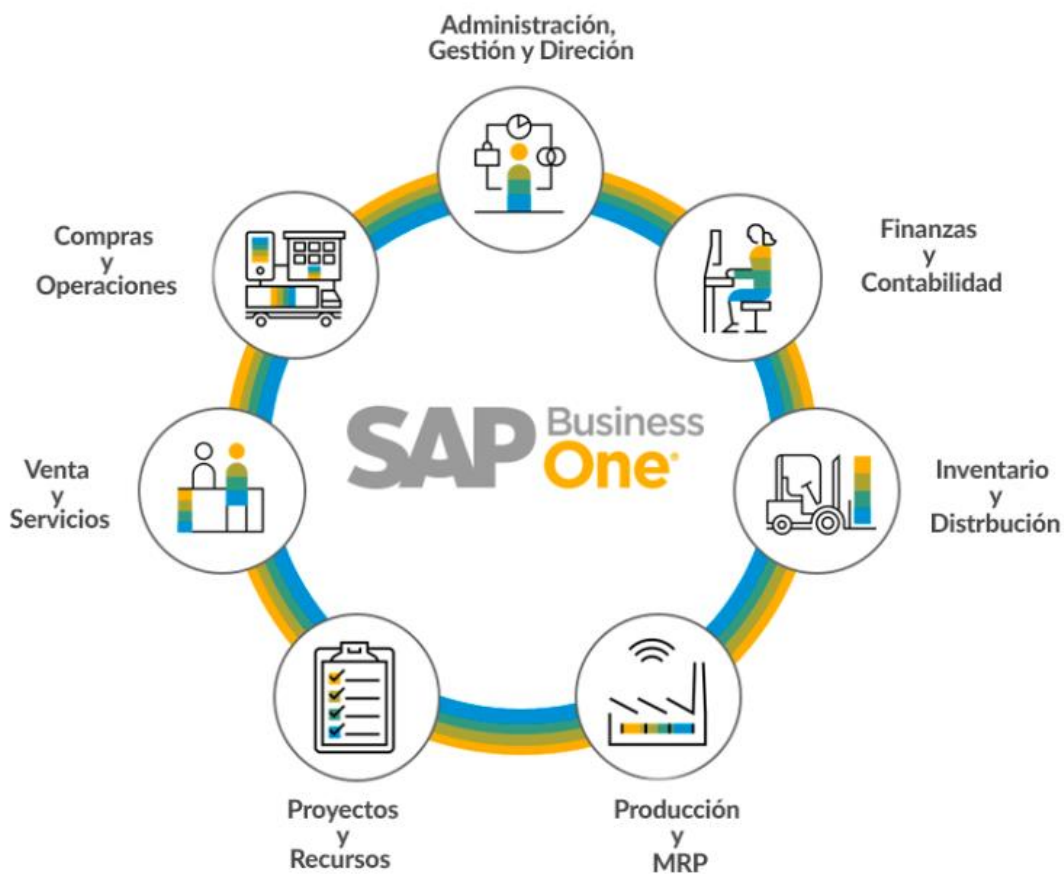 Administración,
Gestión y Direción
Compras
y
Operaciones
Finanzas
y
Contabilidad
SAP Business
One®
Venta
y
Servicios
Inventario
y
Distrbución
Proyectos
y
Recursos
Producción
y
MRP